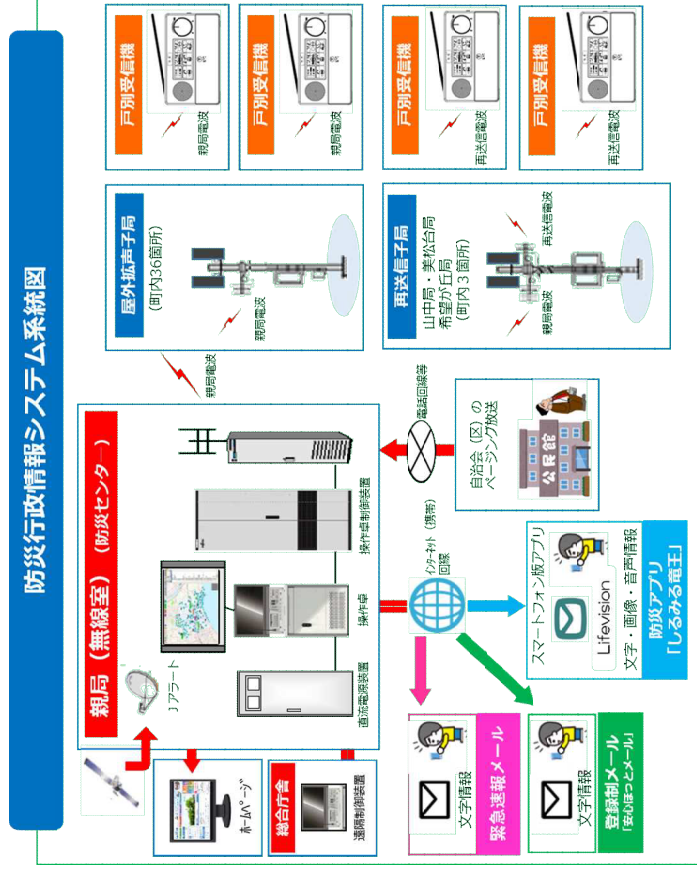 防災行政情報システム系統図
親局（無線室）（防災センター）
Jアラート
直流電源装置
操作卓
操作卓制御装置
ホームページ
総合庁舎
遠隔制御装置
親局電波
屋外拡声子局
（町内36箇所）
親局電波
戸別受信機
親局電波
戸別受信機
親局電波
再送信子局
山中局・美松台局
希望が丘局
（町内３箇所）
親局電波
再送信電波
戸別受信機
再送信電波
戸別受信機
再送信電波
電話回線等
自治会（区）の
ページング放送
公民館
インターネット（携帯）
回線
文字情報
緊急速報メール
文字情報
登録制メール
「安心ほっとメール」
スマートフォン版アプリ
Lifevision
文字・画像・音声情報
防災アプリ
「しるみる竜王」